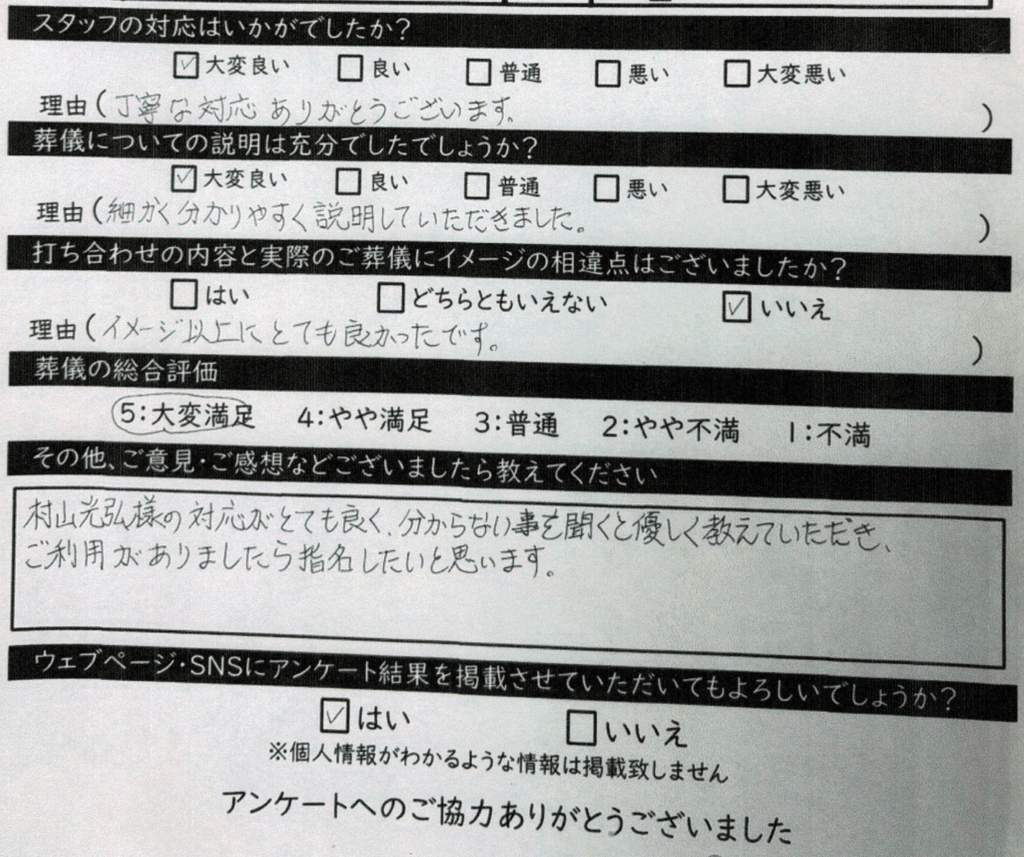 スタッフの対応はいかがでしたか?
☑大変良い □良い □普通 □悪い □大変悪い
理由(丁寧な対応ありがとうございます。)
葬儀についての説明は充分でしたでしょうか?
☑大変良い □良い □普通 □悪い □大変悪い
理由(細かく分かりやすく説明していただきました。)
打ち合わせの内容と実際のご葬儀にイメージの相違点はございましたか?
□はい □どちらともいえない ☑いいえ
理由(イメージ以上にとても良かったです。)
葬儀の総合評価
5:大変満足 4:やや満足 3:普通 2:やや不満 1:不満
その他、ご意見・ご感想などございましたら教えてください
村山光弘様の対応がとても良く、分からない事を聞くと優しく教えていただき、
ご利用がありましたら指名したいと思います。
ウェブページ・SNSにアンケート結果を掲載させていただいてもよろしいでしょうか?
☑はい □いいえ
※個人情報がわかるような情報は掲載致しません
アンケートへのご協力ありがとうございました